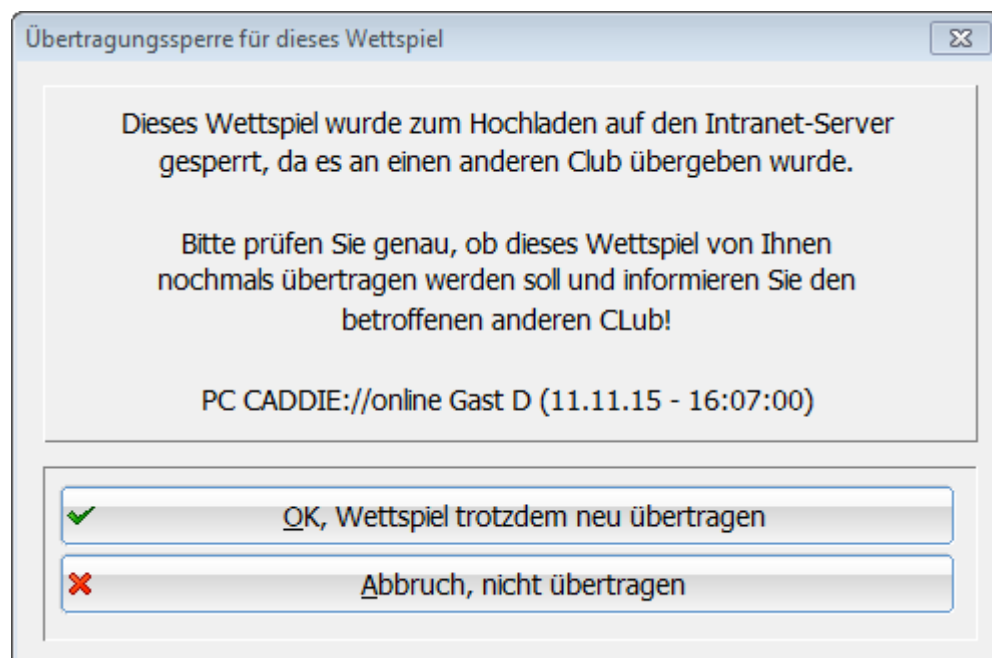 Übertragungssperre für dieses Wettspiel
Dieses Wettspiel wurde zum Hochladen auf den Intranet-Server
gesperrt, da es an einen anderen Club übergeben wurde.
Bitte prüfen Sie genau, ob dieses Wettspiel von Ihnen
nochmals übertragen werden soll und informieren Sie den
betroffenen anderen CLub!
PC CADDIE://online Gast D (11.11.15 - 16:07:00)
OK, Wettspiel trotzdem neu übertragen
Abbruch, nicht übertragen